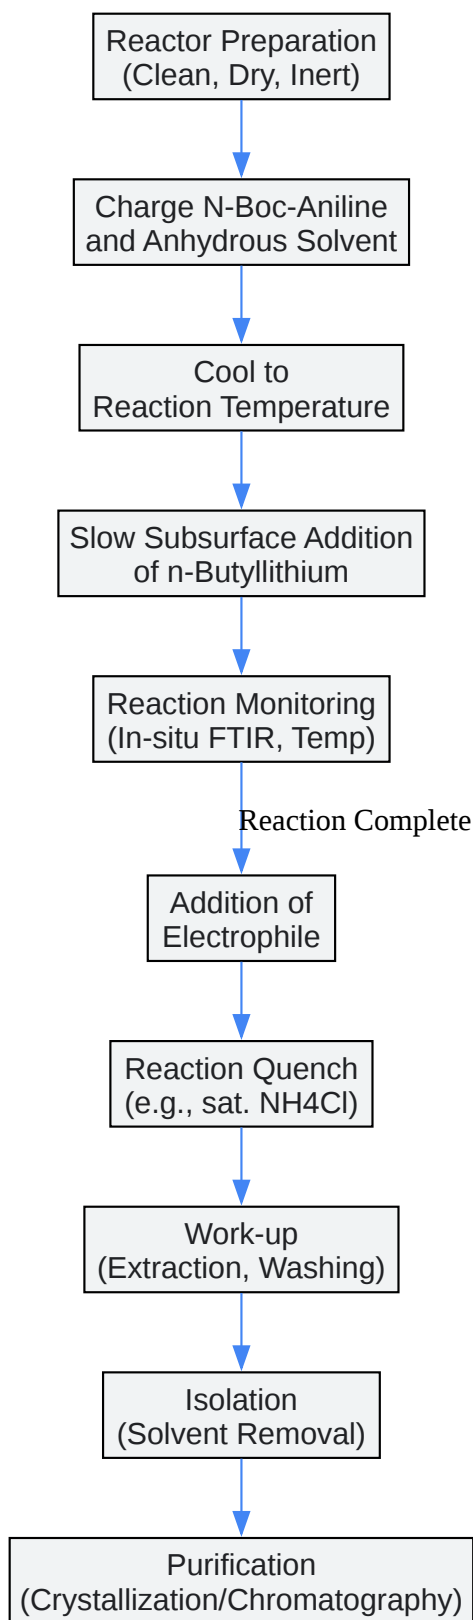 Reactor Preparation
(Clean, Dry, Inert)
Charge N-Boc-Aniline
and Anhydrous Solvent
Cool to
Reaction Temperature
Slow Subsurface Addition
of n-Butyllithium
Reaction Monitoring
(In-situ FTIR, Temp)
Reaction Complete
Addition of
Electrophile
Reaction Quench
(e.g., sat. NH4Cl)
Work-up
(Extraction, Washing)
Isolation
(Solvent Removal)
Purification
(Crystallization/Chromatography)